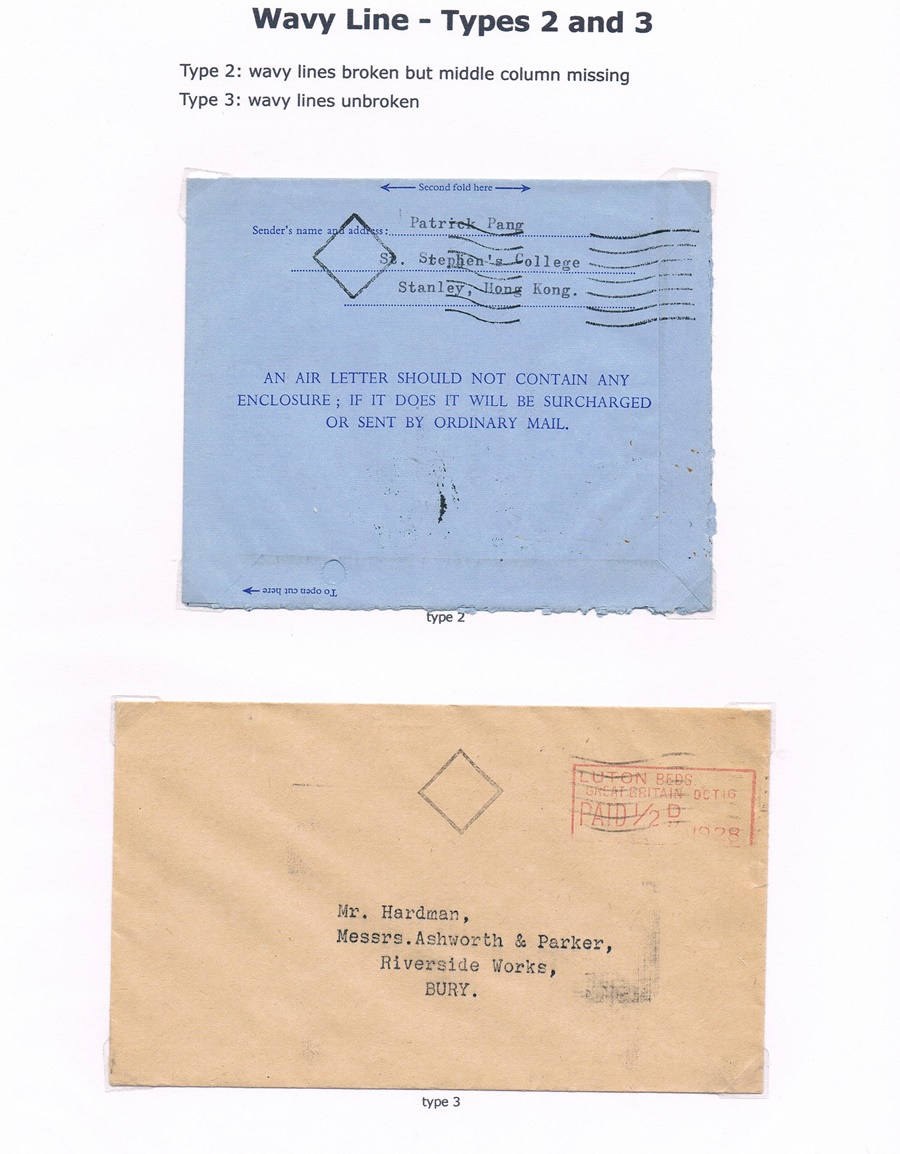 Wavy Line - Types 2 and 3
Type 2: wavy lines broken but middle column missing
Type 3: wavy lines unbroken
Second fold here
Sender's name and address:
Patrick Pang
St. Stephen's College
Stanley, Hong Kong.
AN AIR LETTER SHOULD NOT CONTAIN ANY
ENCLOSURE ; IF IT DOES IT WILL BE SURCHARGED
OR SENT BY ORDINARY MAIL.
To open cut here
type 2
LUTON BEDS.
GREAT BRITAIN OCT 16
PAID 1/2 D
1928
Mr. Hardman,
Messrs.Ashworth & Parker,
Riverside Works,
BURY.
type 3